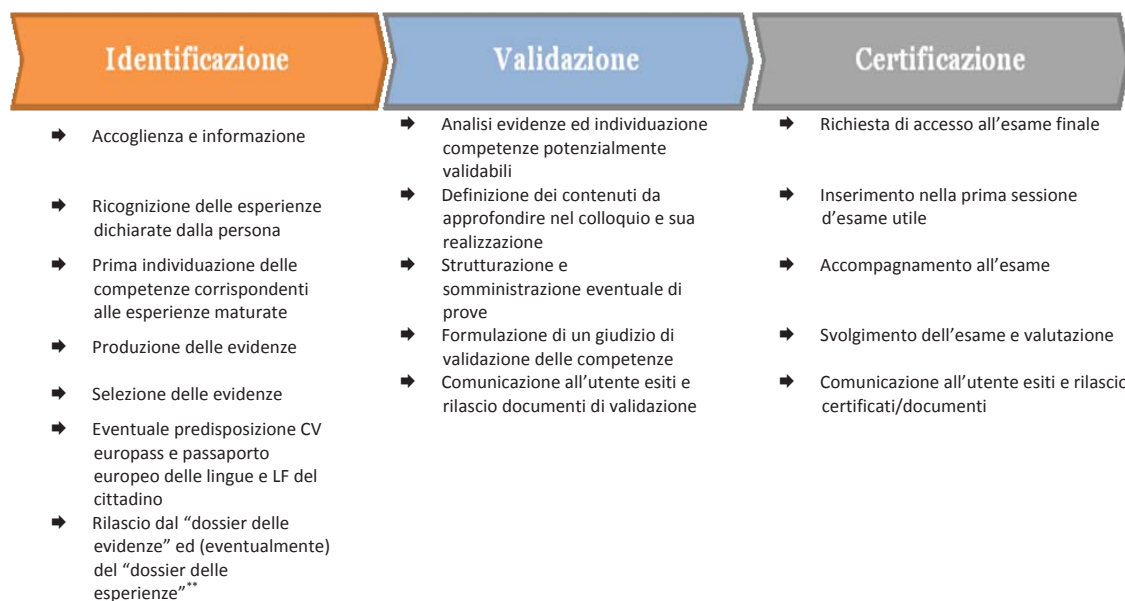 Identificazione
Accoglienza e informazione
Ricognizione delle esperienze
dichiarate dalla persona
Prima individuazione delle
competenze corrispondenti
alle esperienze maturate
Produzione delle evidenze
Selezione delle evidenze
Eventuale predisposizione CV
europass e passaporto
europeo delle lingue e LF del
cittadino
Rilascio dal “dossier delle
evidenze” ed (eventualmente)
del “dossier delle
esperienze”**
Validazione
Analisi evidenze ed individuazione
competenze potenzialmente
validabili
Definizione dei contenuti da
approfondire nel colloquio e sua
realizzazione
Strutturazione e
somministrazione eventuale di
prove
Formulazione di un giudizio di
validazione delle competenze
Comunicazione all’utente esiti e
rilascio documenti di validazione
Certificazione
Richiesta di accesso all’esame finale
Inserimento nella prima sessione
d’esame utile
Accompagnamento all’esame
Svolgimento dell’esame e valutazione
Comunicazione all’utente esiti e rilascio
certificati/documenti